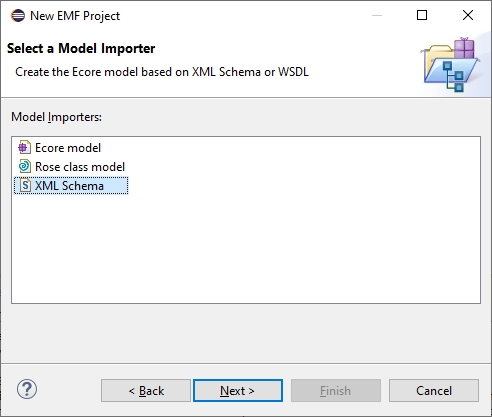 New EMF Project
Select a Model Importer
Create the Ecore model based on XML Schema or WSDL
Model Importers:
Ecore model
Rose class model
XML Schema
< Back
Next >
Finish
Cancel